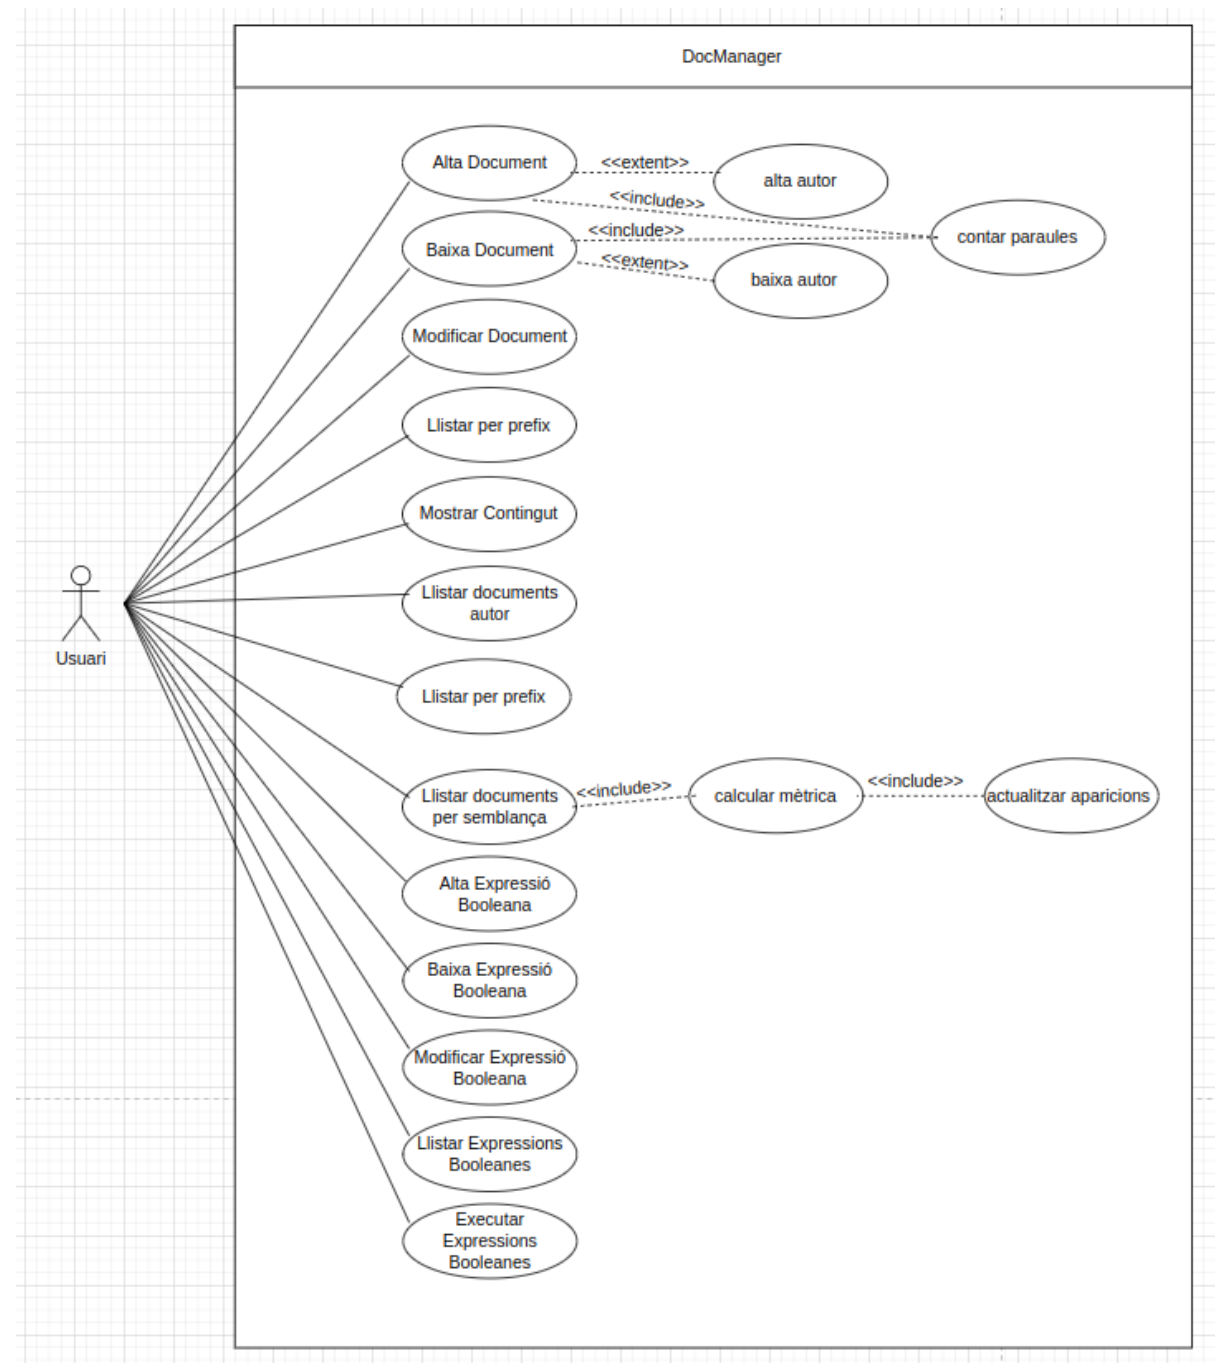 DocManager
Alta Document
<<extent>>
alta autor
<<include>>
contar paraules
Baixa Document
<<include>>
<<extent>>
baixa autor
Modificar Document
Llistar per prefix
Mostrar Contingut
Llistar documents
autor
Usuari
Llistar per prefix
Llistar documents
per semblança
<<include>>
calcular mètrica
<<include>>
actualitzar aparicions
Alta Expressió
Booleana
Baixa Expressió
Booleana
Modificar Expressió
Booleana
Llistar Expressions
Booleanes
Executar
Expressions
Booleanes